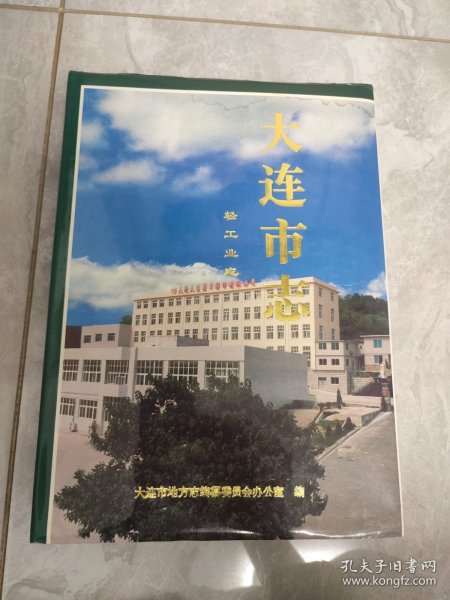 大连市志
轻工业志
大连市地方志编纂委员会办公室 编
孔夫子旧书网
www.kongfz.com